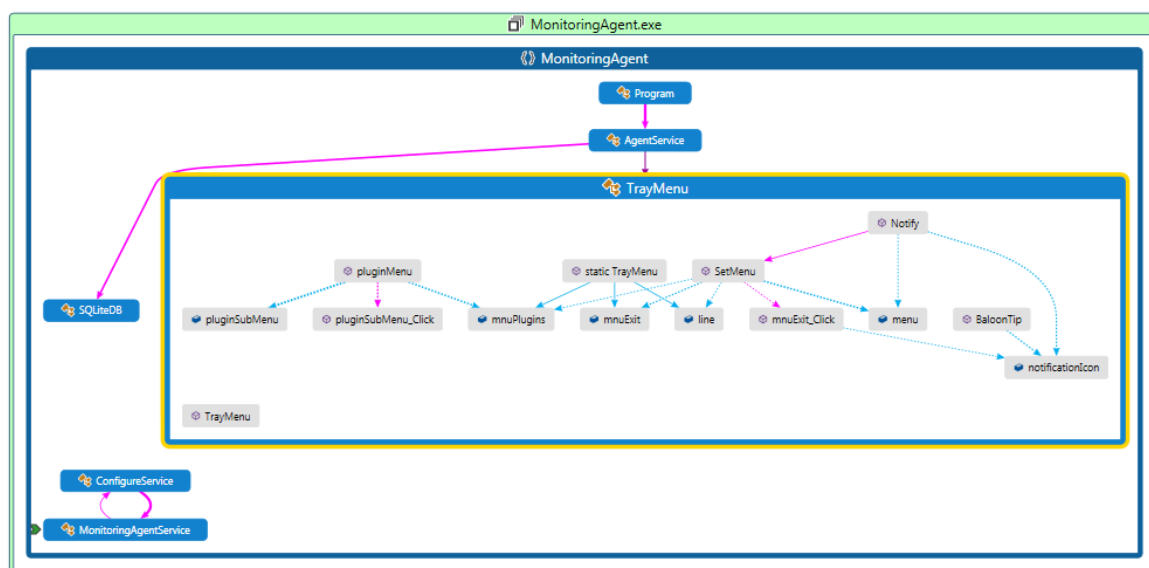 MonitoringAgent.exe
MonitoringAgent
Program
AgentService
TrayMenu
Notify
pluginMenu
static TrayMenu
SetMenu
SQLiteDB
pluginSubMenu
pluginSubMenu_Click
mnuPlugins
mnuExit
line
mnuExit_Click
menu
BaloonTip
notificationIcon
TrayMenu
ConfigureService
MonitoringAgentService